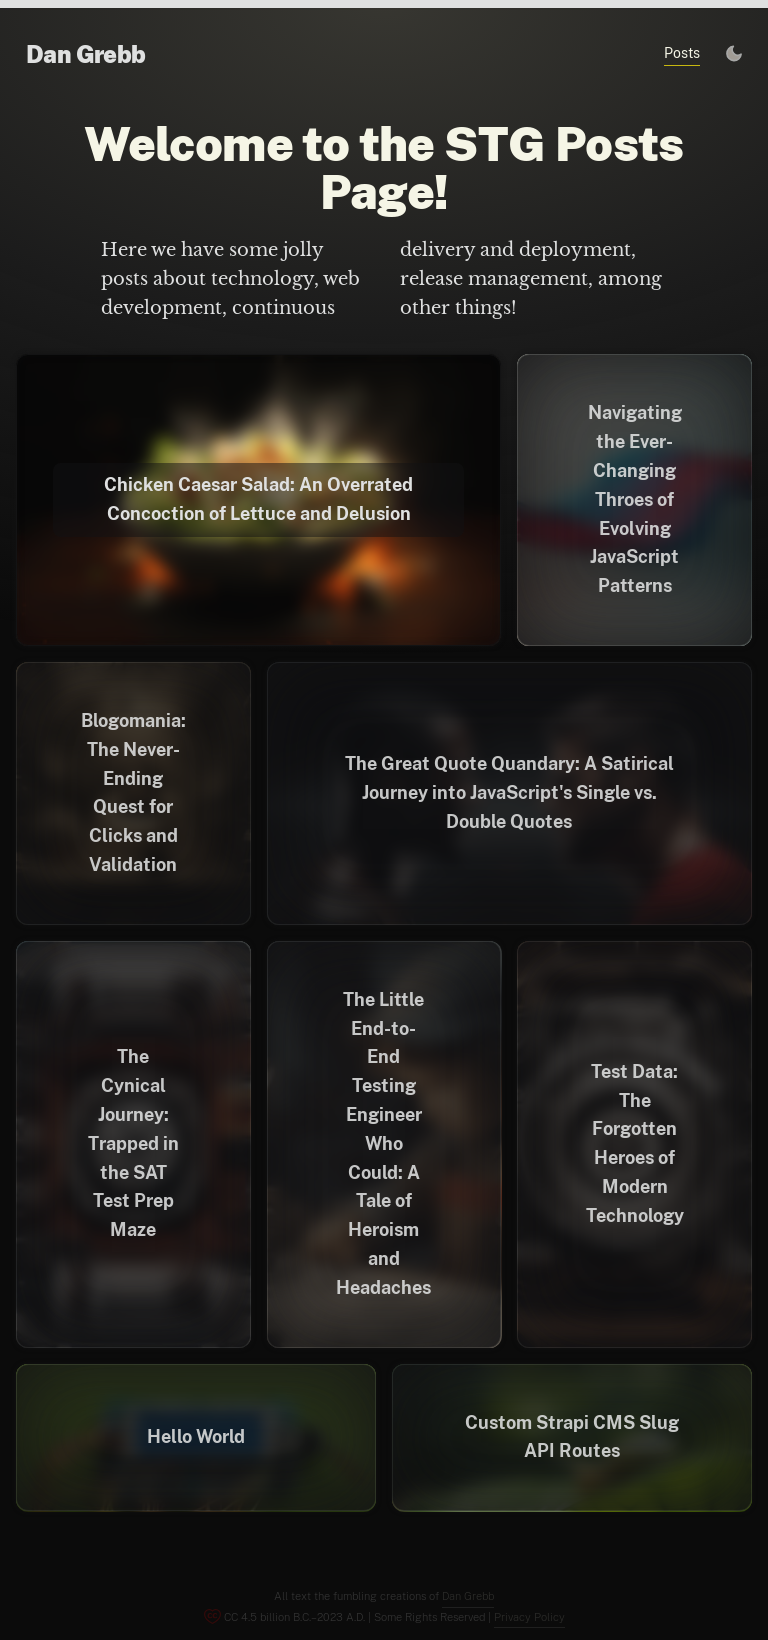 Dan Grebb
Posts
Welcome to the STG Posts
Page!
Here we have some jolly
posts about technology, web
development, continuous
delivery and deployment,
release management, among
other things!
Chicken Caesar Salad: An Overrated
Concoction of Lettuce and Delusion
Navigating
the Ever-
Changing
Throes of
Evolving
JavaScript
Patterns
Blogomania:
The Never-
Ending
Quest for
Clicks and
Validation
The Great Quote Quandary: A Satirical
Journey into JavaScript's Single vs.
Double Quotes
The
Cynical
Journey:
Trapped in
the SAT
Test Prep
Maze
The Little
End-to-
End
Testing
Engineer
Who
Could: A
Tale of
Heroism
and
Headaches
Test Data:
The
Forgotten
Heroes of
Modern
Technology
Hello World
Custom Strapi CMS Slug
API Routes
All text the fumbling creations of Dan Grebb
CC 4.5 billion B.C.–2023 A.D. | Some Rights Reserved | Privacy Policy